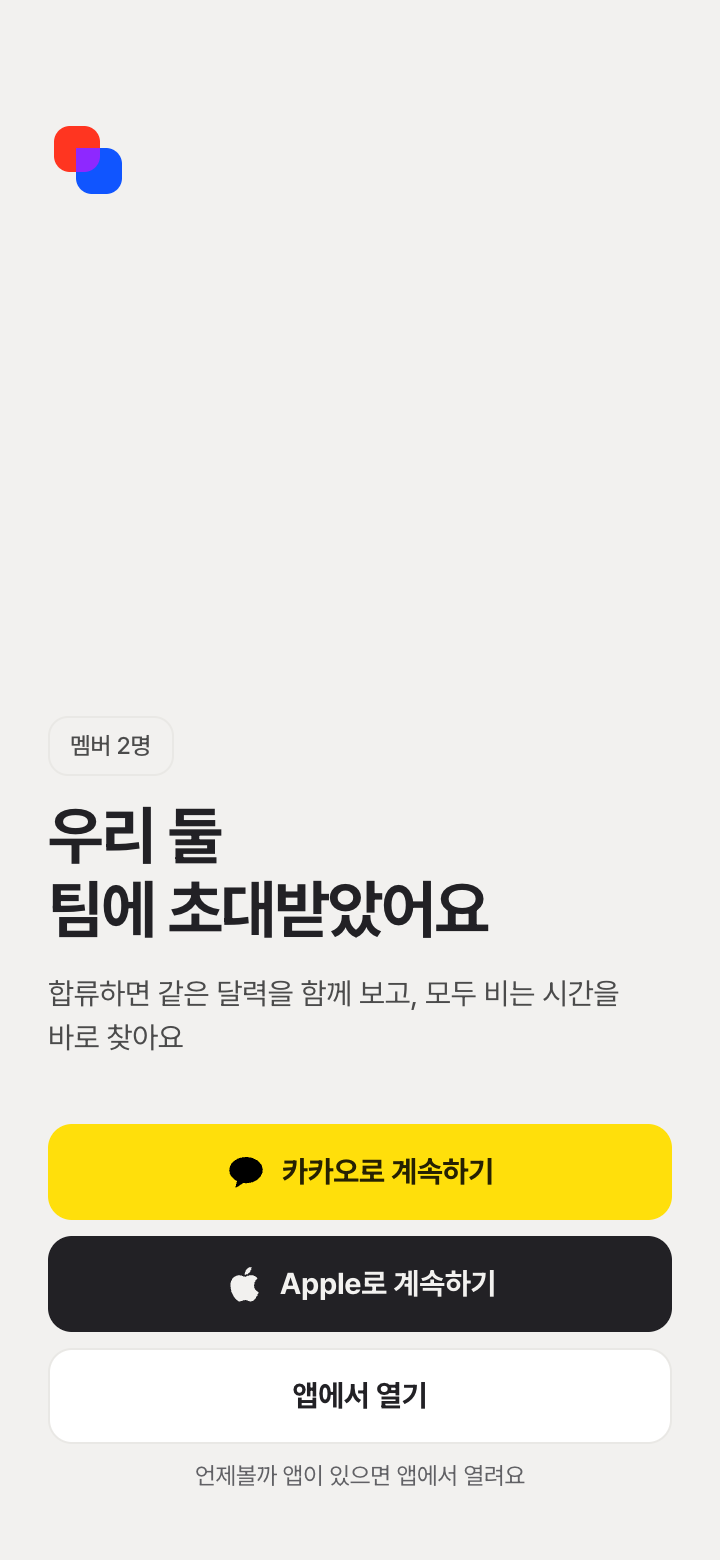 멤버 2명
우리 둘
팀에 초대받았어요
합류하면 같은 달력을 함께 보고, 모두 비는 시간을
바로 찾아요
카카오로 계속하기
Apple로 계속하기
앱에서 열기
언제볼까 앱이 있으면 앱에서 열려요